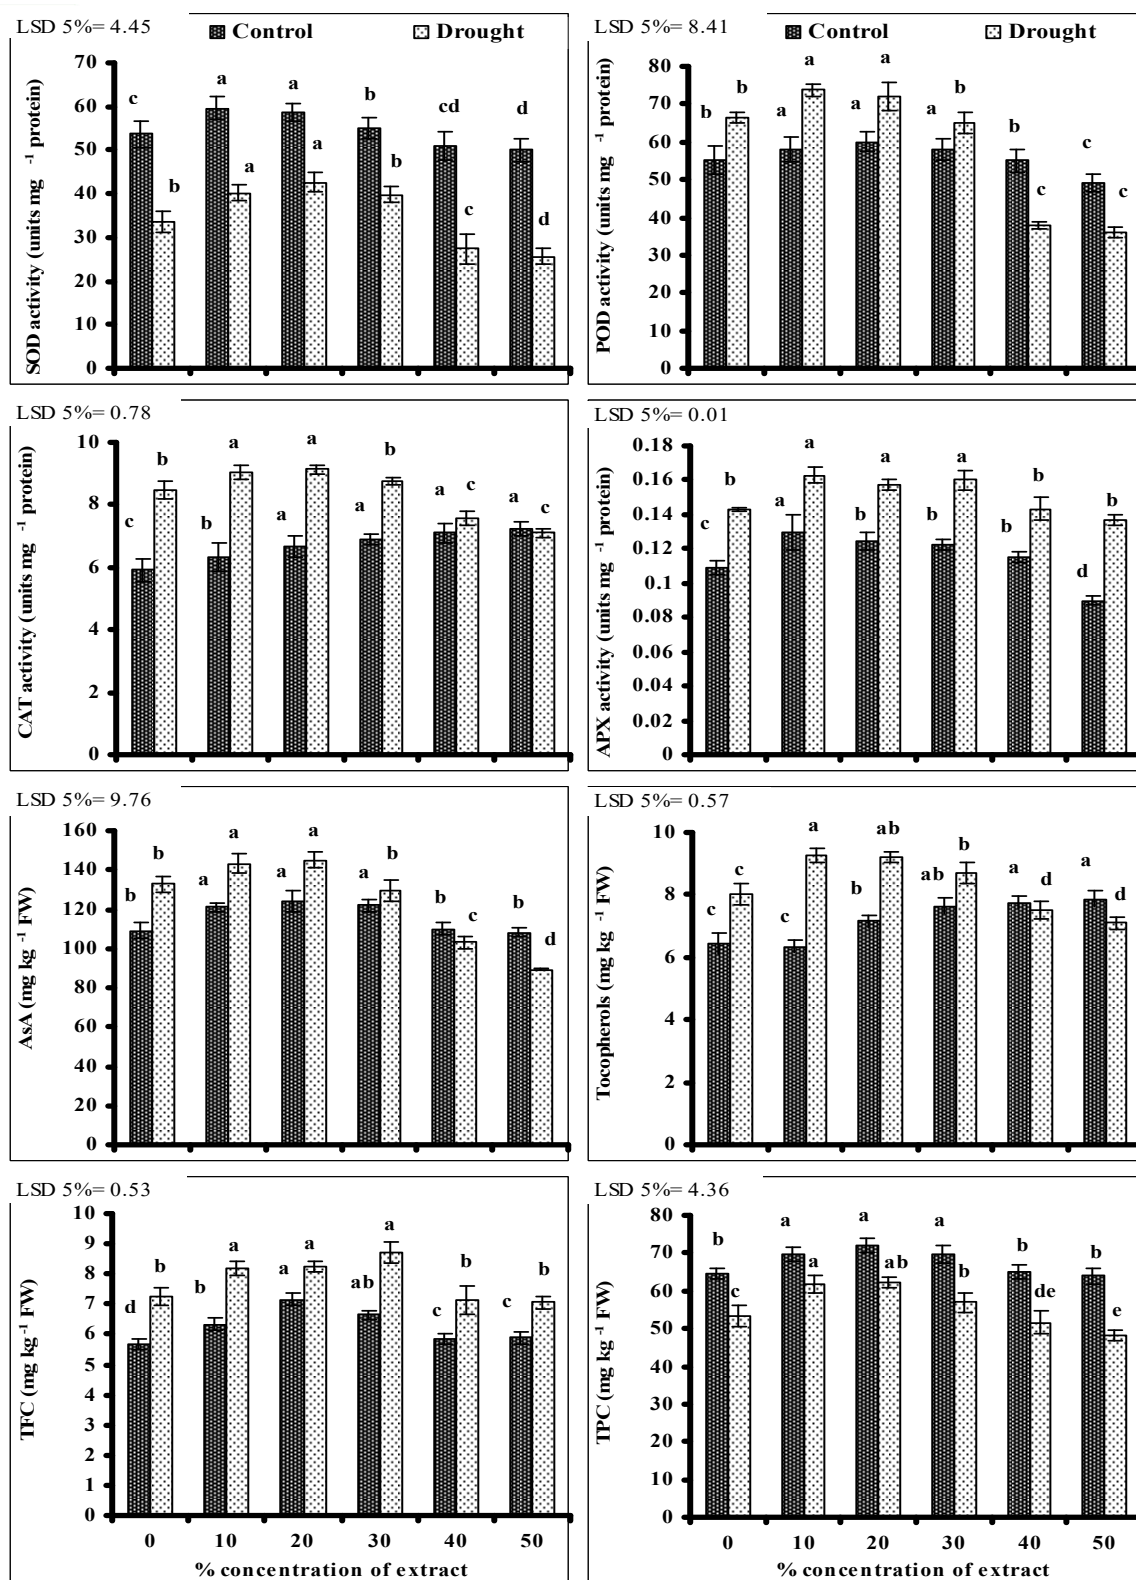 LSD 5%= 4.45
Control
Drought
SOD activity (units mg -1 protein)
70
60
50
40
30
20
10
0
c
b
a
a
a
a
b
b
cd
c
d
d
LSD 5%= 8.41
Control
Drought
POD activity (units mg -1 protein)
80
70
60
50
40
30
20
10
0
b
b
a
a
a
a
a
b
b
c
c
c
LSD 5%= 0.78
CAT activity (units mg -1 protein)
10
8
6
4
2
0
c
b
b
a
a
a
a
b
a
c
a
b
LSD 5%= 0.01
APX activity (units mg -1 protein)
0.18
0.16
0.14
0.12
0.1
0.08
0.06
0.04
0.02
0
c
b
a
a
b
a
b
a
b
b
d
b
LSD 5%= 9.76
AsA (mg kg -1 FW)
160
140
120
100
80
60
40
20
0
b
b
a
a
a
a
a
b
b
c
b
d
LSD 5%= 0.57
Tocopherols (mg kg -1 FW)
10
8
6
4
2
0
c
c
c
a
b
ab
ab
b
a
d
a
d
LSD 5%= 0.53
TFC (mg kg -1 FW)
10
9
8
7
6
5
4
3
2
1
0
d
b
b
a
a
a
ab
a
c
b
c
b
0
10
20
30
40
50
% concentration of extract
LSD 5%= 4.36
TPC (mg kg -1 FW)
80
70
60
50
40
30
20
10
0
b
c
a
a
a
ab
a
b
b
de
b
e
0
10
20
30
40
50
% concentration of extract